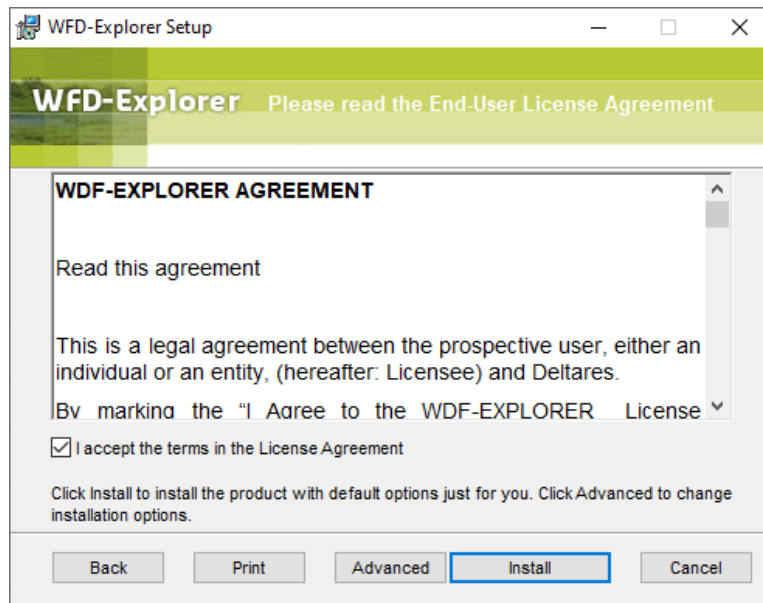 WFD-Explorer Setup
WFD-Explorer Please read the End-User License Agreement
WDF-EXPLORER AGREEMENT
Read this agreement
This is a legal agreement between the prospective user, either an
individual or an entity, (hereafter: Licensee) and Deltares.
By marking the “I Agree to the WDF-EXPLORER License
I accept the terms in the License Agreement
Click Install to install the product with default options just for you. Click Advanced to change
installation options.
Back Print Advanced Install Cancel